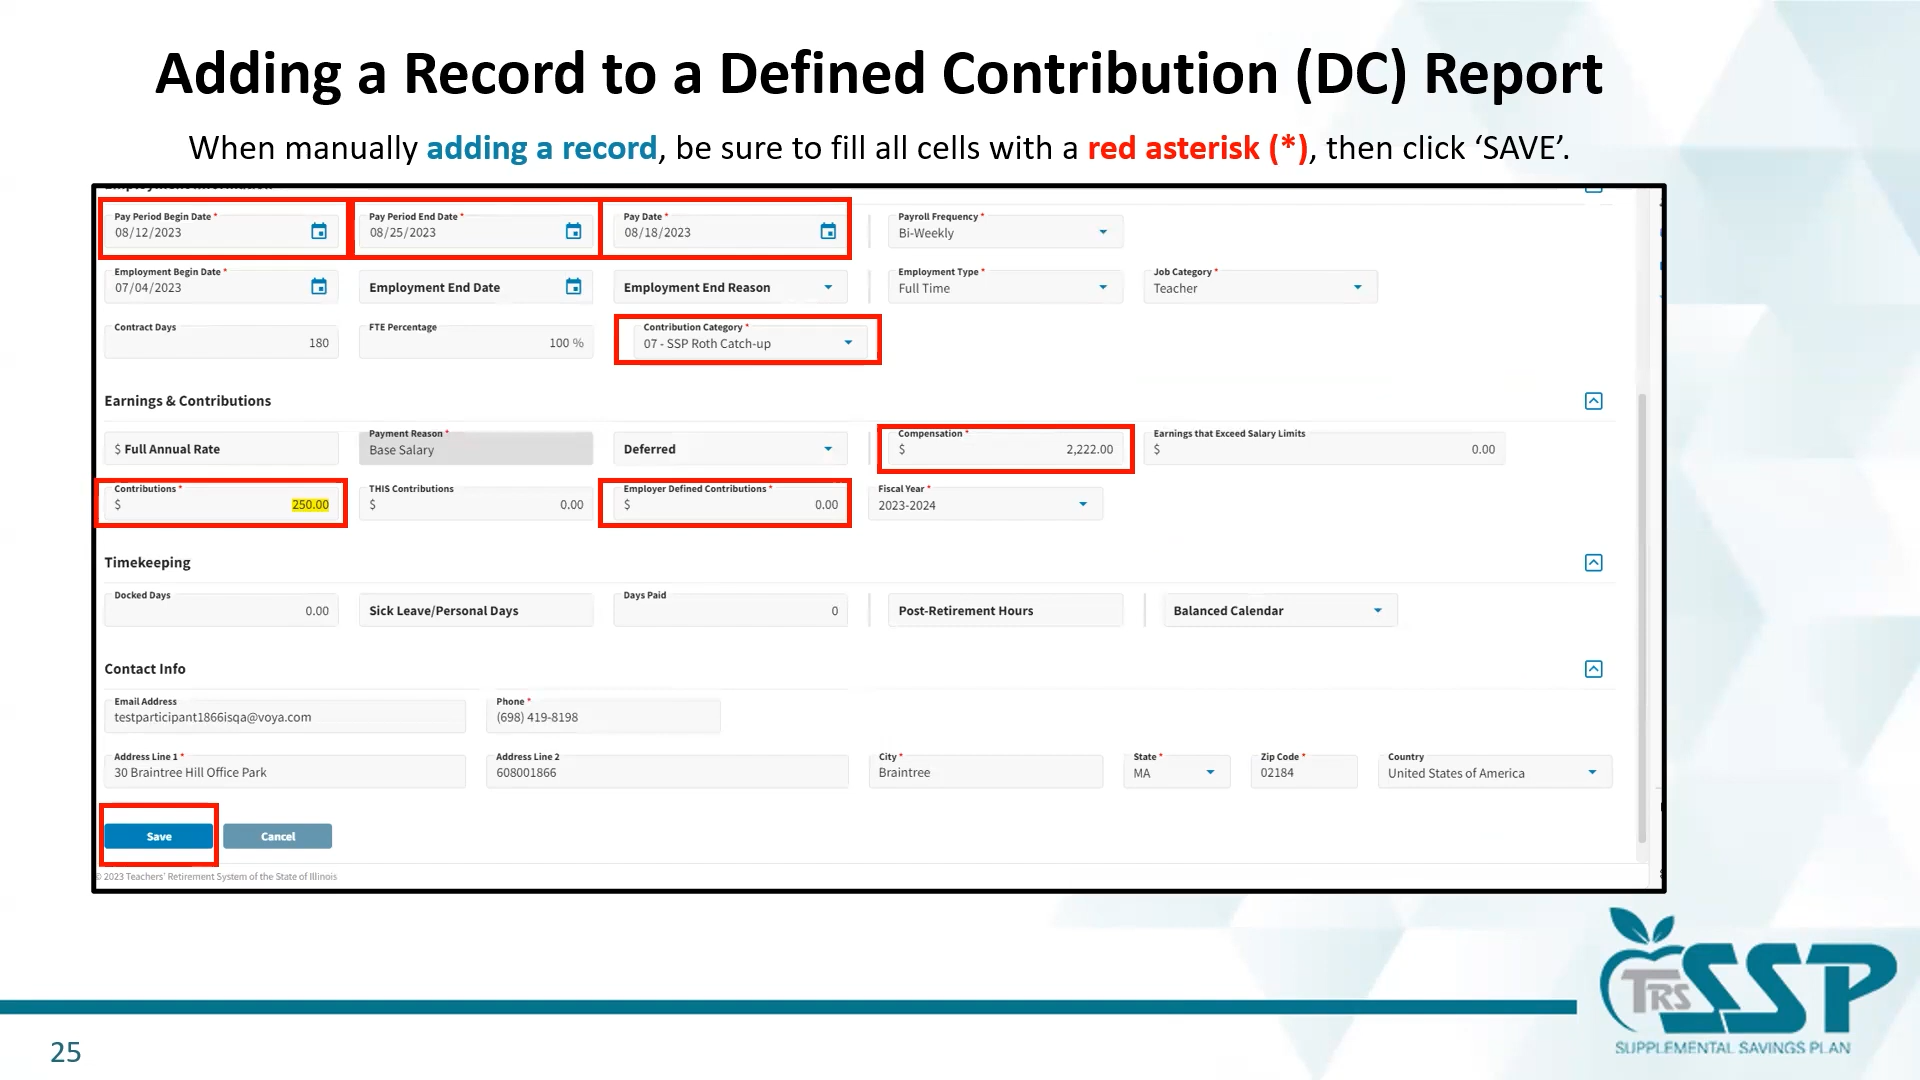 Adding a Record to a Defined Contribution (DC) Report
When manually adding a record, be sure to fill all cells with a red asterisk (*), then click ‘SAVE’.
Pay Period Begin Date * Pay Period End Date * Pay Date * Payroll Frequency *
08/12/2023 08/25/2023 08/18/2023 Bi-Weekly
Employment Begin Date * Employment Type * Job Category *
07/04/2023 Employment End Date Employment End Reason Full Time Teacher
Contract Days FTE Percentage Contribution Category *
180 100 % 07 - SSP Roth Catch-up
Earnings & Contributions
Payment Reason * Compensation * Earnings that Exceed Salary Limits
$ Full Annual Rate Base Salary Deferred $ 2,222.00 $ 0.00
Contributions * THIS Contributions Employer Defined Contributions * Fiscal Year *
$ 250.00 $ 0.00 $ 0.00 2023-2024
Timekeeping
Docked Days Days Paid
0.00 Sick Leave/Personal Days 0 Post-Retirement Hours Balanced Calendar
Contact Info
Email Address Phone *
testparticipant1866isqa@voya.com (698) 419-8198
Address Line 1 * Address Line 2 City * State * Zip Code * Country
30 Braintree Hill Office Park 608001866 Braintree MA 02184 United States of America
Save Cancel
© 2023 Teachers' Retirement System of the State of Illinois
TRS SSP
SUPPLEMENTAL SAVINGS PLAN
25